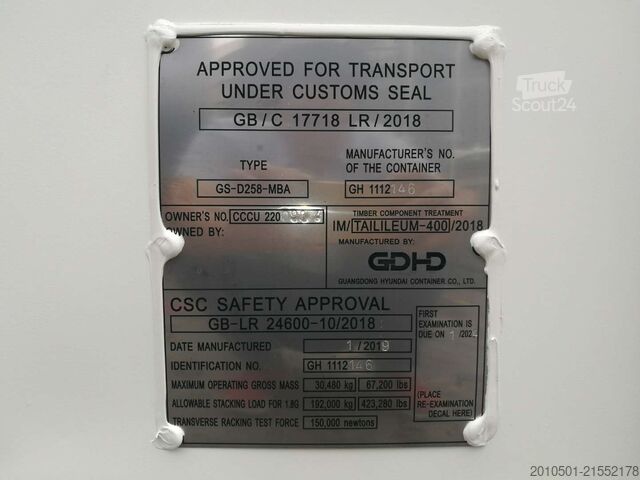 APPROVED FOR TRANSPORT
UNDER CUSTOMS SEAL
GB/C 17718 LR/2018
TYPE
GS-D258-MBA
MANUFACTURER'S NO.
OF THE CONTAINER
GH 1112146
OWNER'S NO. CCCU 220
OWNED BY:
TIMBER COMPONENT TREATMENT
IM/TAILILEUM-400/2018
MANUFACTURED BY:
GDHD
GUANGDONG HYUNDAI CONTAINER CO., LTD.
CSC SAFETY APPROVAL
GB-LR 24600-10/2018
DATE MANUFACTURED 1/2019
IDENTIFICATION NO. GH 1112146
MAXIMUM OPERATING GROSS MASS 30,480 kg 67,200 lbs
ALLOWABLE STACKING LOAD FOR 1.8G 192,000 kg 423,280 lbs
TRANSVERSE RACKING TEST FORCE 150,000 newtons
FIRST
EXAMINATION IS
DUE ON
(PLACE
RE-EXAMINATION
DECAL HERE)
Truck
Scout24
2010501-21552178